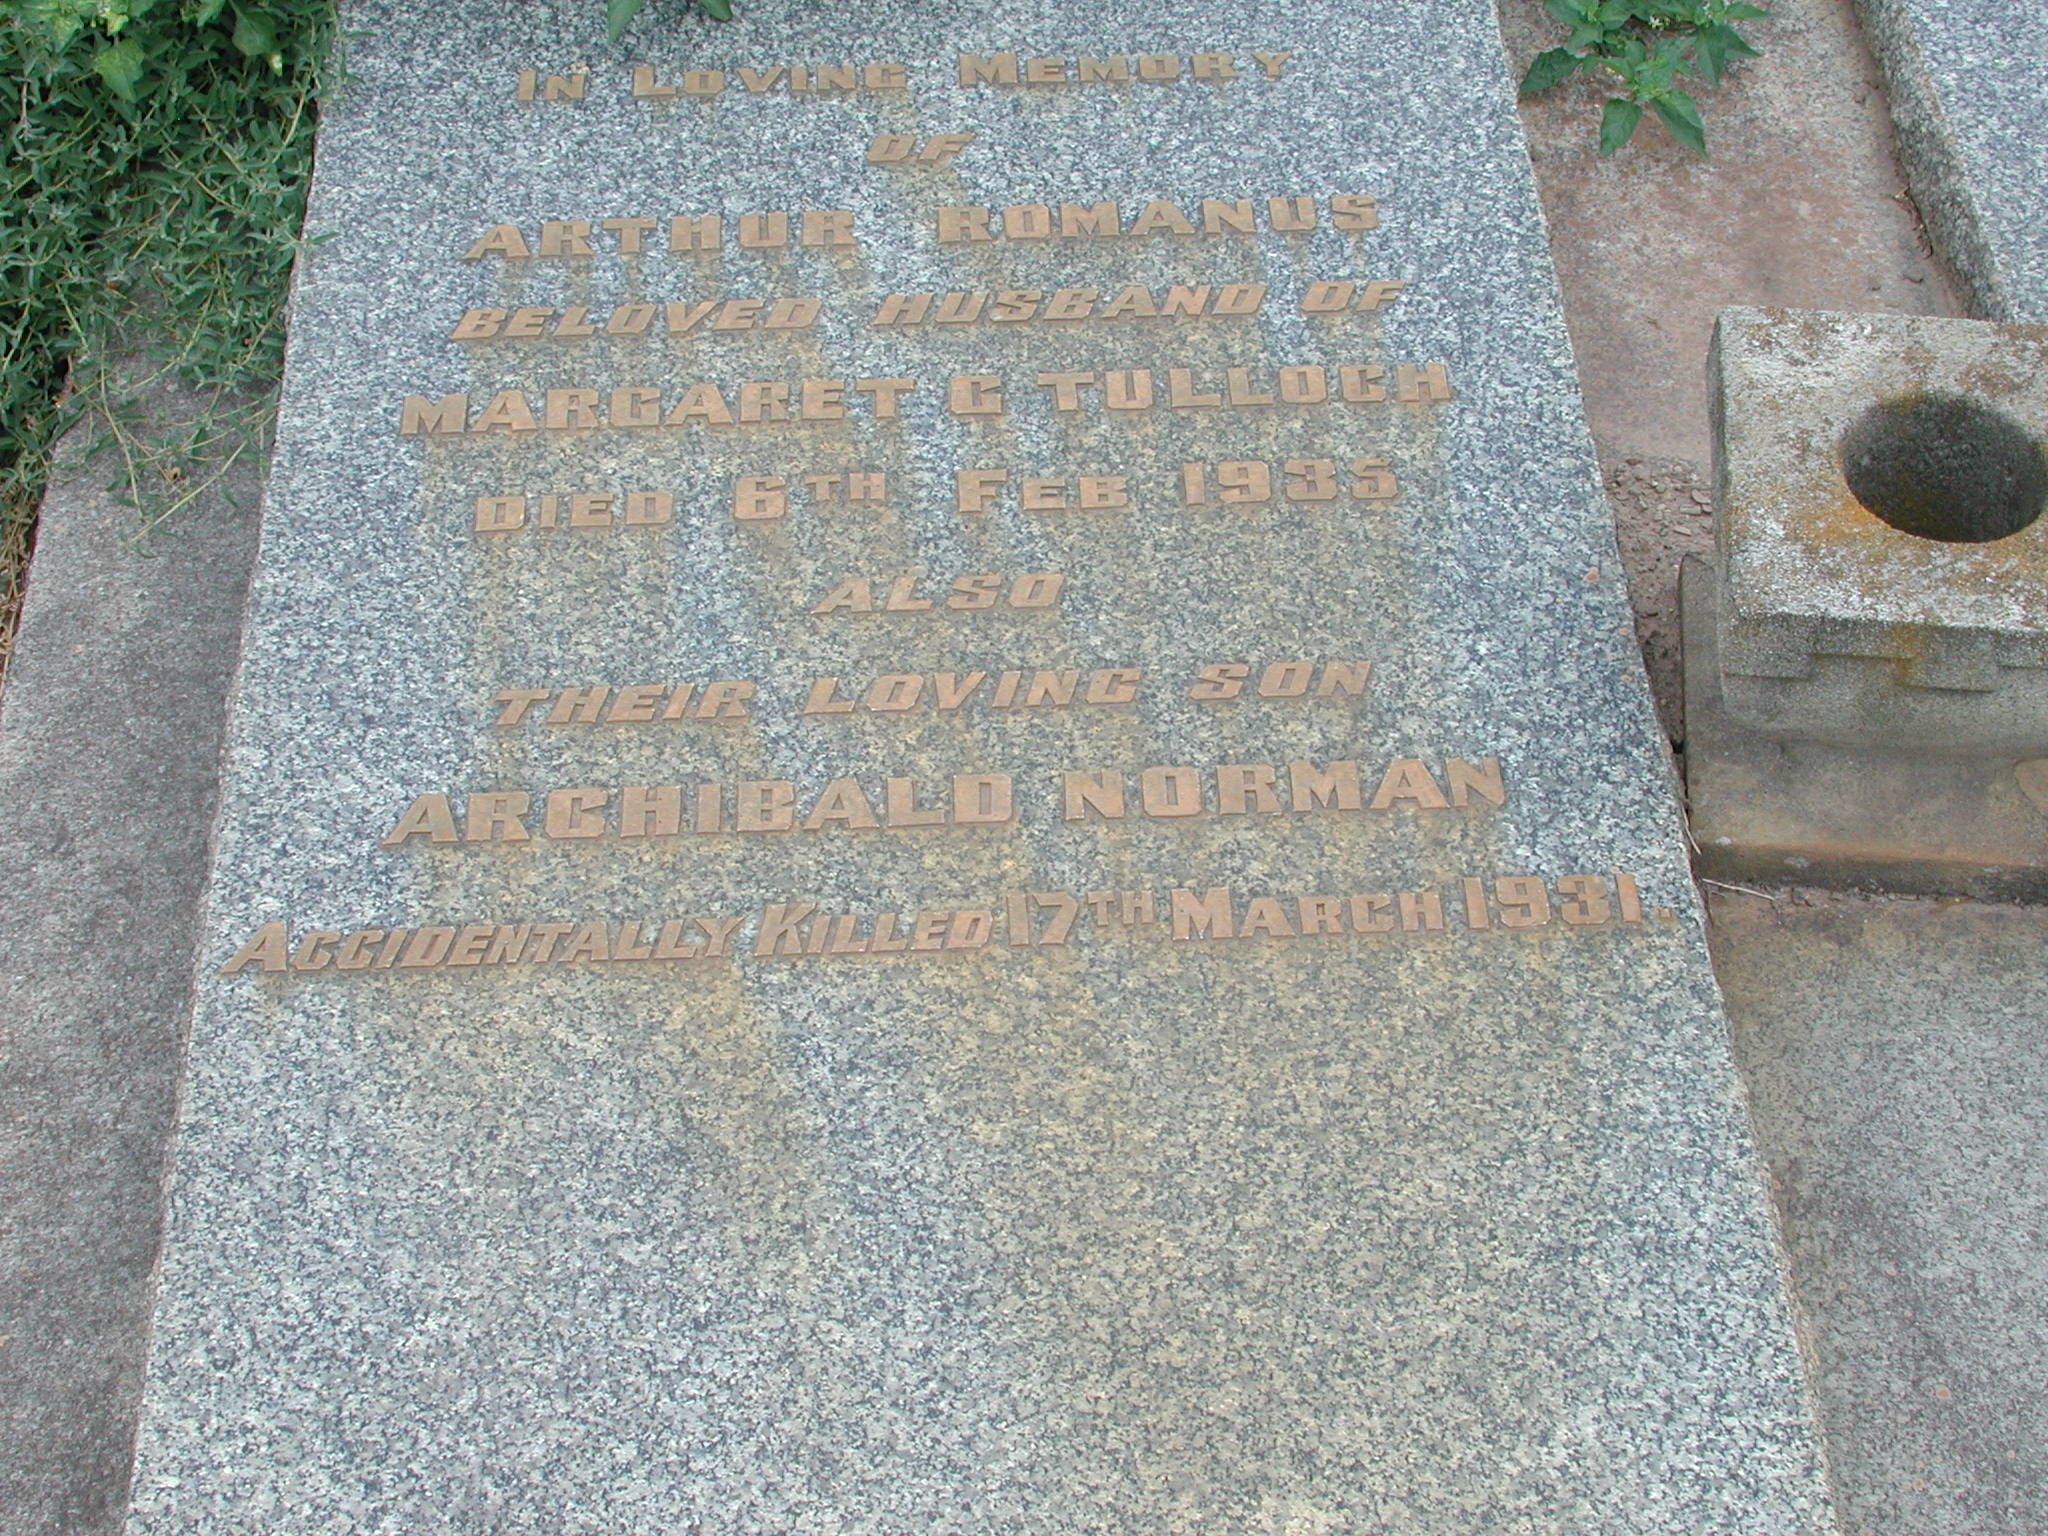 IN LOVING MEMORY
OF
ARTHUR ROMANUS
BELOVED HUSBAND OF
MARGARET G TULLOCH
DIED 6TH FEB 1935
ALSO
THEIR LOVING SON
ARCHIBALD NORMAN
ACCIDENTALLY KILLED 17TH MARCH 1931.